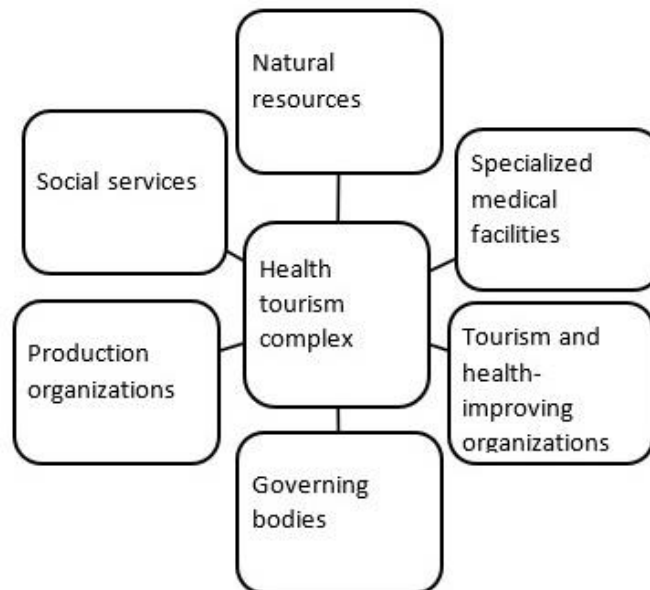 Natural
resources
Social services
Specialized
medical
facilities
Health
tourism
complex
Production
organizations
Tourism and
health-
improving
organizations
Governing
bodies